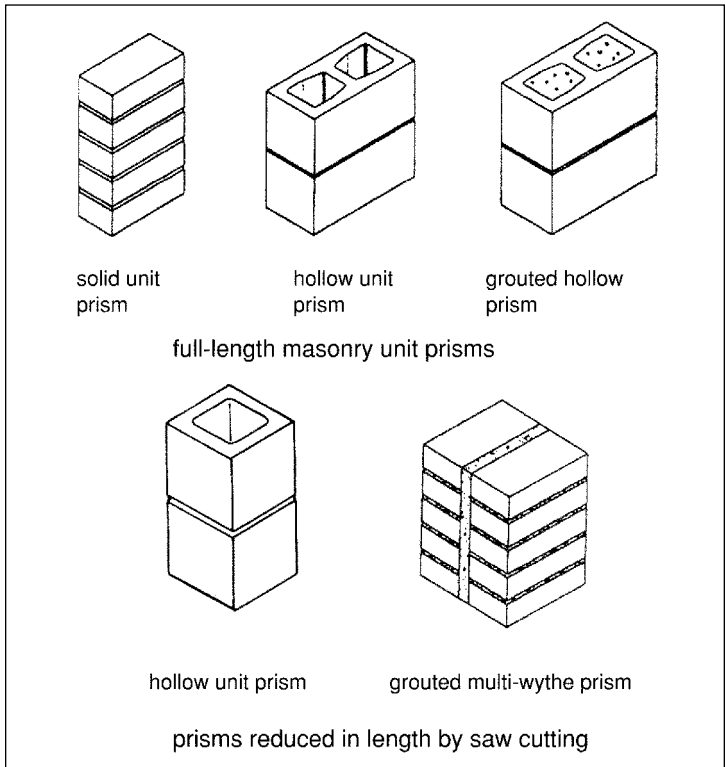 solid unit
prism
hollow unit
prism
grouted hollow
prism
full-length masonry unit prisms
hollow unit prism
grouted multi-wythe prism
prisms reduced in length by saw cutting